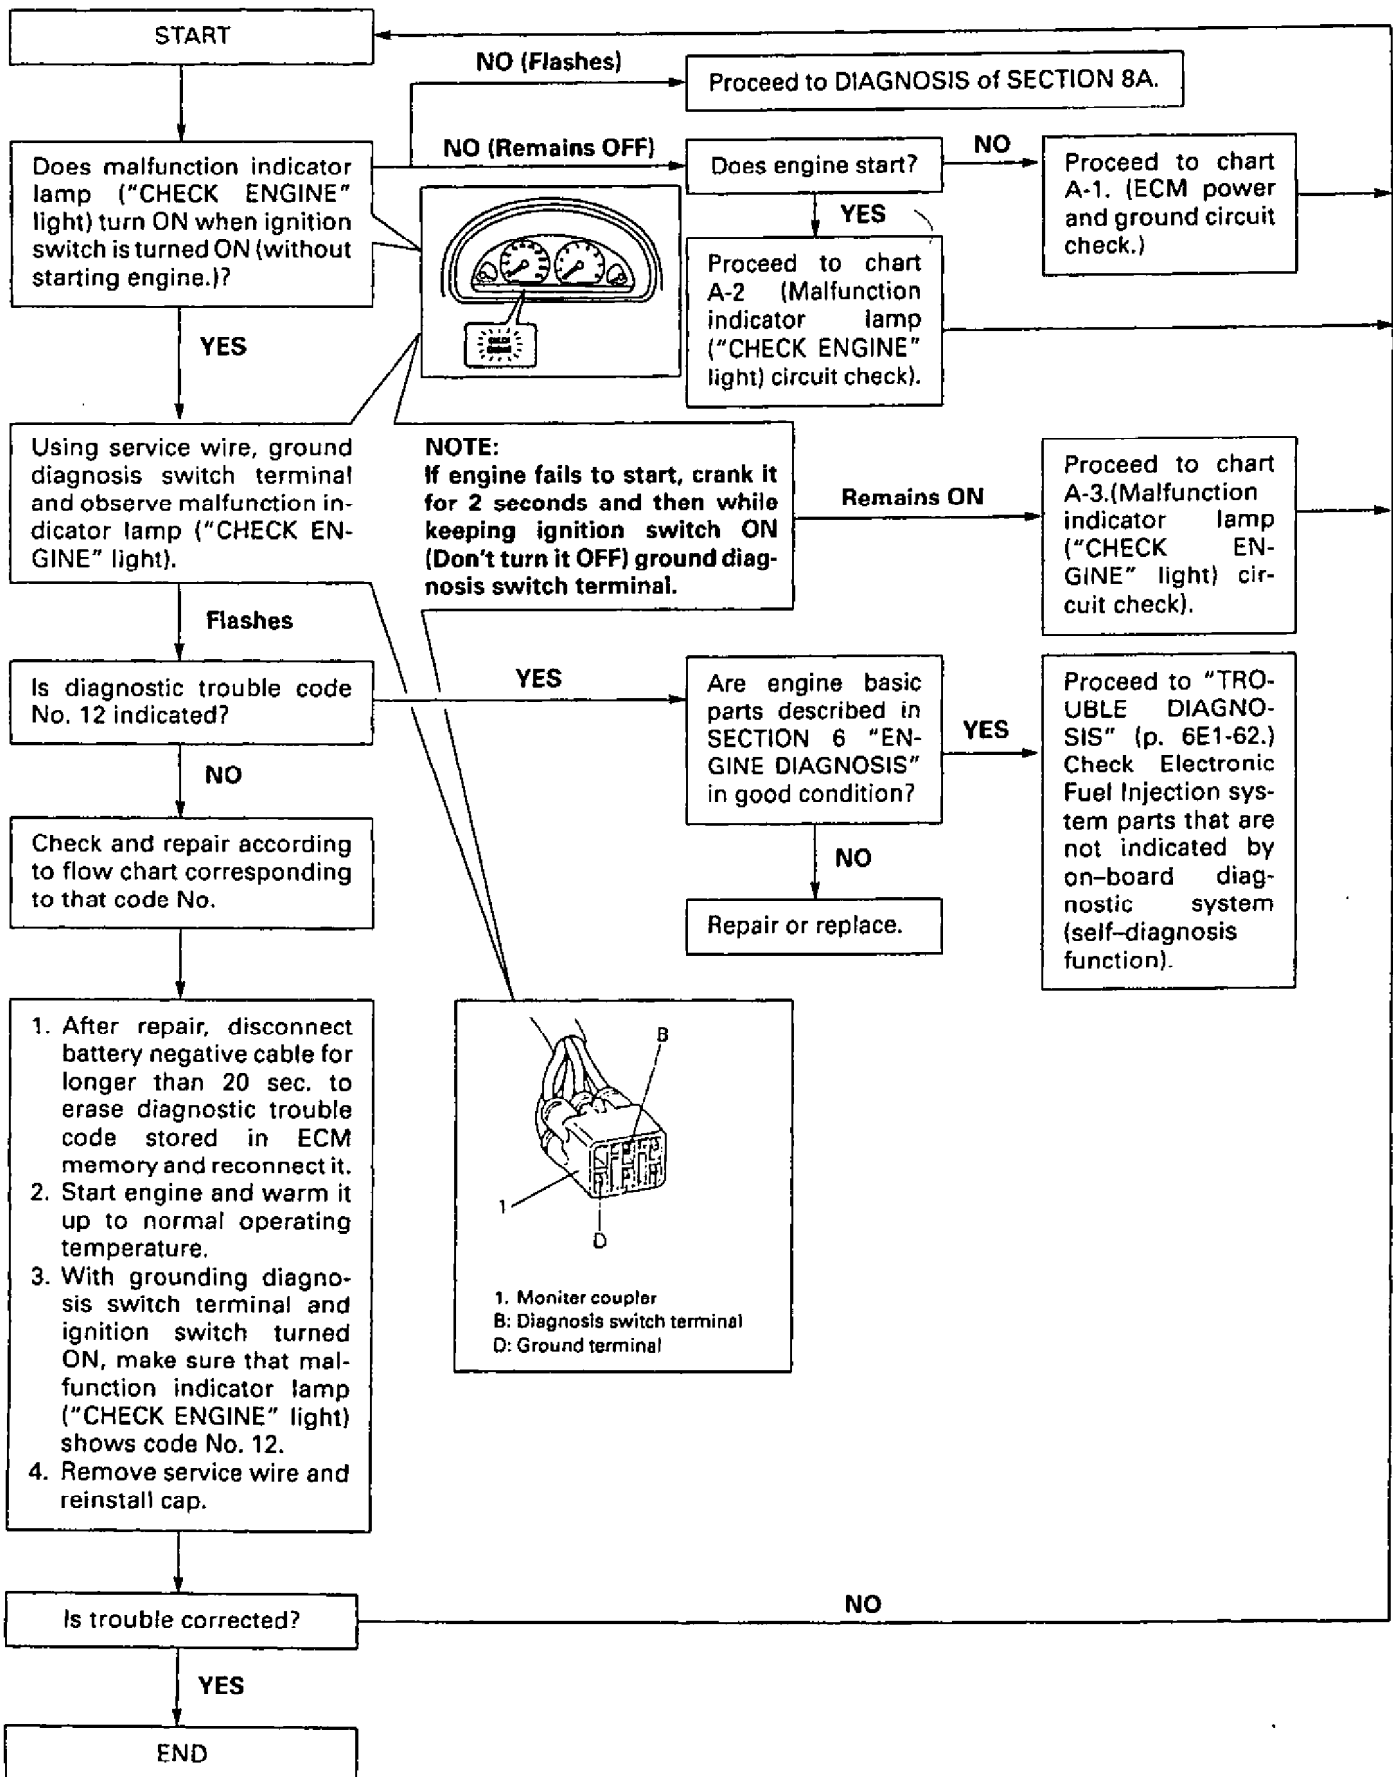 START
NO (Flashes)
Proceed to DIAGNOSIS of SECTION 8A.
Does malfunction indicator
lamp ("CHECK ENGINE"
light) turn ON when ignition
switch is turned ON (without
starting engine.)?
NO (Remains OFF)
Does engine start?
NO
Proceed to chart
A-1. (ECM power
and ground circuit
check.)
YES
Proceed to chart
A-2 (Malfunction
indicator lamp
("CHECK ENGINE"
light) circuit check).
CHECK
ENGINE
YES
Using service wire, ground
diagnosis switch terminal
and observe malfunction in-
dicator lamp ("CHECK EN-
GINE" light).
NOTE:
If engine fails to start, crank it
for 2 seconds and then while
keeping ignition switch ON
(Don't turn it OFF) ground diag-
nosis switch terminal.
Remains ON
Proceed to chart
A-3.(Malfunction
indicator lamp
("CHECK EN-
GINE" light) cir-
cuit check).
Flashes
Is diagnostic trouble code
No. 12 indicated?
YES
Are engine basic
parts described in
SECTION 6 "EN-
GINE DIAGNOSIS"
in good condition?
YES
Proceed to "TRO-
UBLE DIAGNO-
SIS" (p. 6E1-62.)
Check Electronic
Fuel Injection sys-
tem parts that are
not indicated by
on–board diag-
nostic system
(self–diagnosis
function).
NO
Repair or replace.
NO
Check and repair according
to flow chart corresponding
to that code No.
1. After repair, disconnect
battery negative cable for
longer than 20 sec. to
erase diagnostic trouble
code stored in ECM
memory and reconnect it.
2. Start engine and warm it
up to normal operating
temperature.
3. With grounding diagno-
sis switch terminal and
ignition switch turned
ON, make sure that mal-
function indicator lamp
("CHECK ENGINE" light)
shows code No. 12.
4. Remove service wire and
reinstall cap.
B
1
D
1. Moniter coupler
B: Diagnosis switch terminal
D: Ground terminal
Is trouble corrected?
NO
YES
END